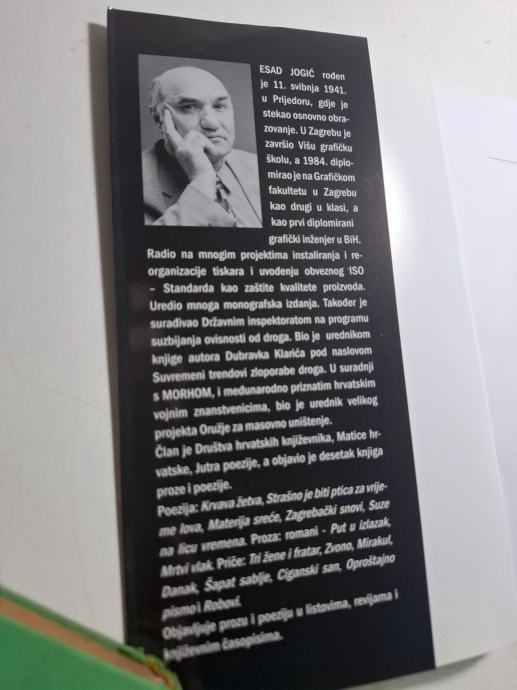 ESAD JOGIĆ rođen
je 11. svibnja 1941.
u Prijedoru, gdje je
stekao osnovno obra-
zovanje. U Zagrebu je
završio Višu grafičku
školu, a 1984. diplo-
mirao je na Grafičkom
fakultetu u Zagrebu
kao drugi u klasi, a
kao prvi diplomirani
grafički inženjer u BiH.
Radio na mnogim projektima instaliranja i re-
organizacije tiskara i uvođenju obveznog ISO
– Standarda kao zaštite kvalitete proizvoda.
Uredio mnoga monografska izdanja. Također je
surađivao Državnim inspektoratom na programu
suzbijanja ovisnosti od droga. Bio je urednikom
knjige autora Dubravka Klarića pod naslovom
Suvremeni trendovi zloporabe droga. U suradnji
s MORHOM, i međunarodno priznatim hrvatskim
vojnim znanstvenicima, bio je urednik velikog
projekta Oružje za masovno uništenje.
Član je Društva hrvatskih književnika, Matice hr-
vatske, Jutra poezije, a objavio je desetak knjiga
proze i poezije.
Poezija: Krvava žetva, Strašno je biti ptica za vrije-
me lova, Materija sreće, Zagrebački snovi, Suze
na licu vremena. Proza: romani - Put u izlazak,
Mrtvi vlak. Priče: Tri žene i fratar, Zvono, Mirakul,
Danak, Šapat sablje, Ciganski san, Oproštajno
pismo i Robovi.
Objavljuje prozu i poeziju u listovima, revijama i
književnim časopisima.